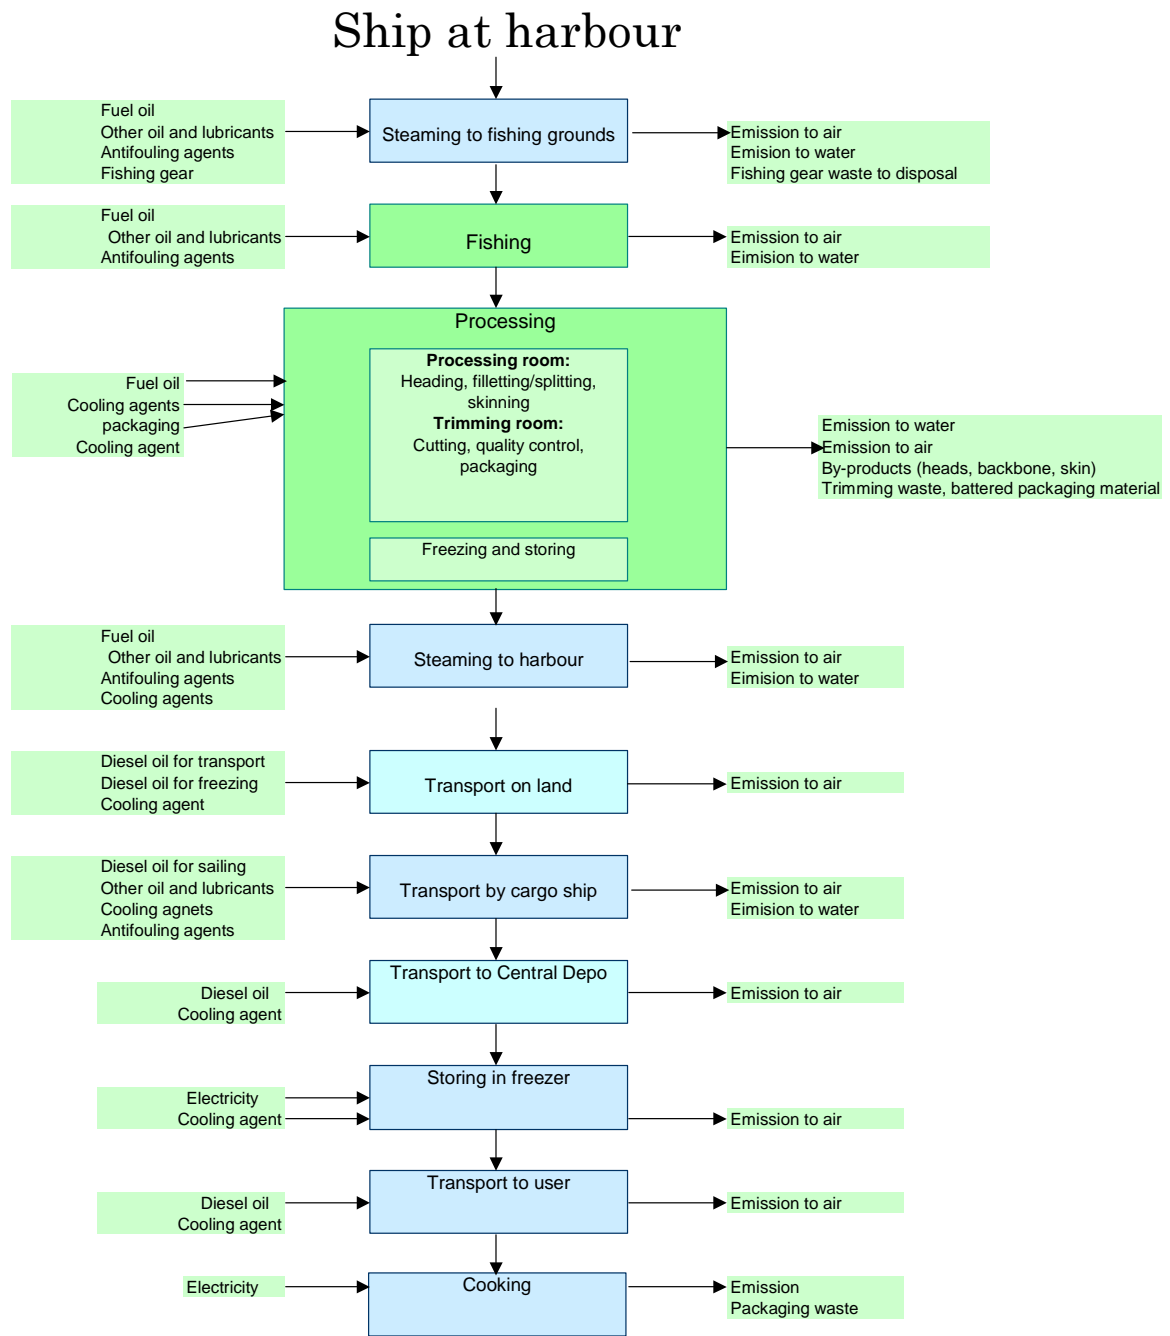 Ship at harbour
Fuel oil
Other oil and lubricants
Antifouling agents
Fishing gear
Steaming to fishing grounds
Emission to air
Emision to water
Fishing gear waste to disposal
Fuel oil
Other oil and lubricants
Antifouling agents
Fishing
Emission to air
Eimision to water
Processing
Processing room:
Heading, filletting/splitting,
skinning
Trimming room:
Cutting, quality control,
packaging
Freezing and storing
Fuel oil
Cooling agents
packaging
Cooling agent
Emission to water
Emission to air
By-products (heads, backbone, skin)
Trimming waste, battered packaging material
Fuel oil
Other oil and lubricants
Antifouling agents
Cooling agents
Steaming to harbour
Emission to air
Eimision to water
Diesel oil for transport
Diesel oil for freezing
Cooling agent
Transport on land
Emission to air
Diesel oil for sailing
Other oil and lubricants
Cooling agnets
Antifouling agents
Transport by cargo ship
Emission to air
Eimision to water
Transport to Central Depo
Diesel oil
Cooling agent
Emission to air
Storing in freezer
Electricity
Cooling agent
Emission to air
Transport to user
Diesel oil
Cooling agent
Emission to air
Cooking
Electricity
Emission
Packaging waste